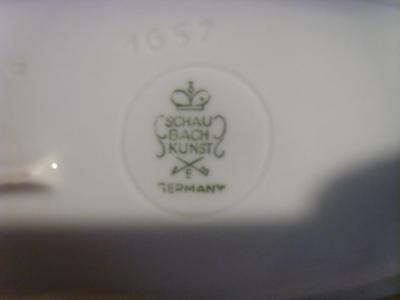 1657
SCHAU
BACH
KUNST
E
GERMANY